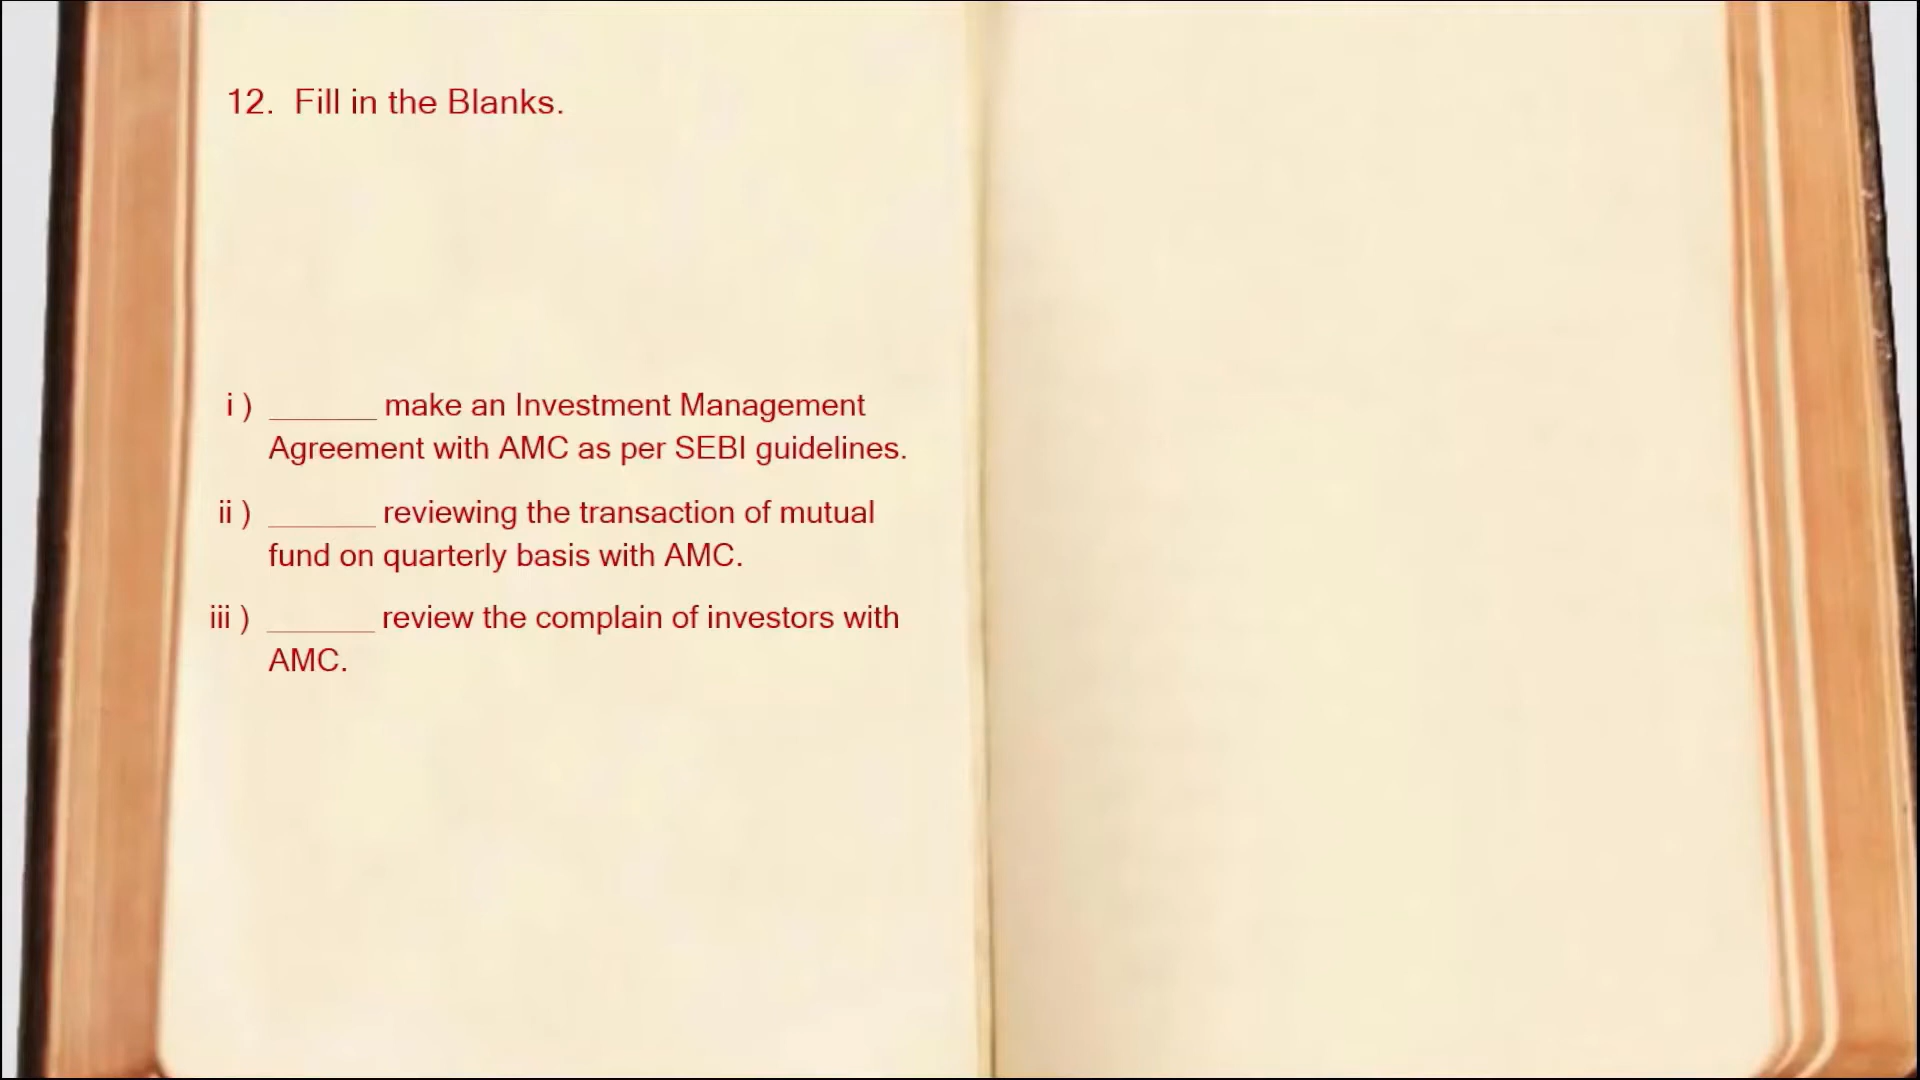 12. Fill in the Blanks.
i ) ______ make an Investment Management
Agreement with AMC as per SEBI guidelines.
ii ) ______ reviewing the transaction of mutual
fund on quarterly basis with AMC.
iii ) ______ review the complain of investors with
AMC.